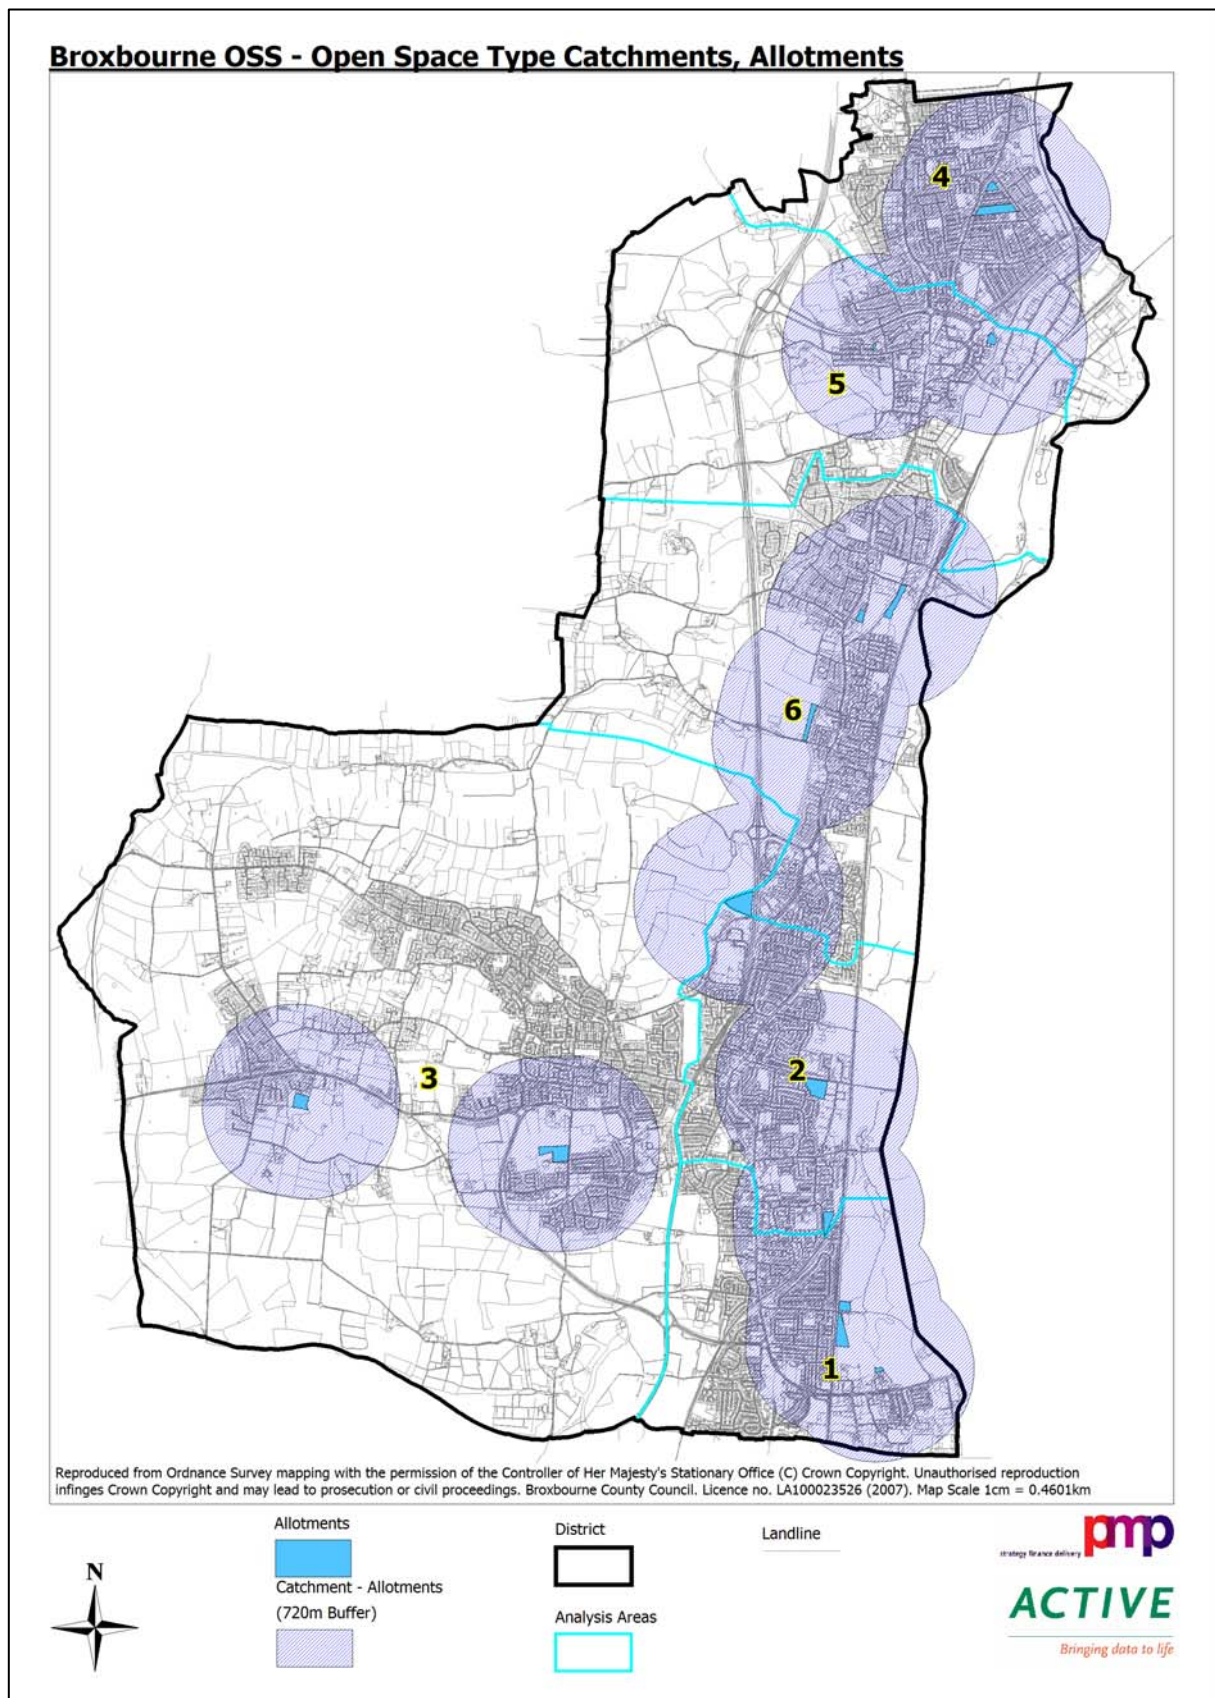 Broxbourne OSS - Open Space Type Catchments, Allotments
4
5
6
3
2
1
Reproduced from Ordnance Survey mapping with the permission of the Controller of Her Majesty's Stationary Office (C) Crown Copyright. Unauthorised reproduction
infinges Crown Copyright and may lead to prosecution or civil proceedings. Broxbourne County Council. Licence no. LA100023526 (2007). Map Scale 1cm = 0.4601km
Allotments
District
Landline
strategy finance delivery pmp
N
Catchment - Allotments
(720m Buffer)
Analysis Areas
ACTIVE
Bringing data to life